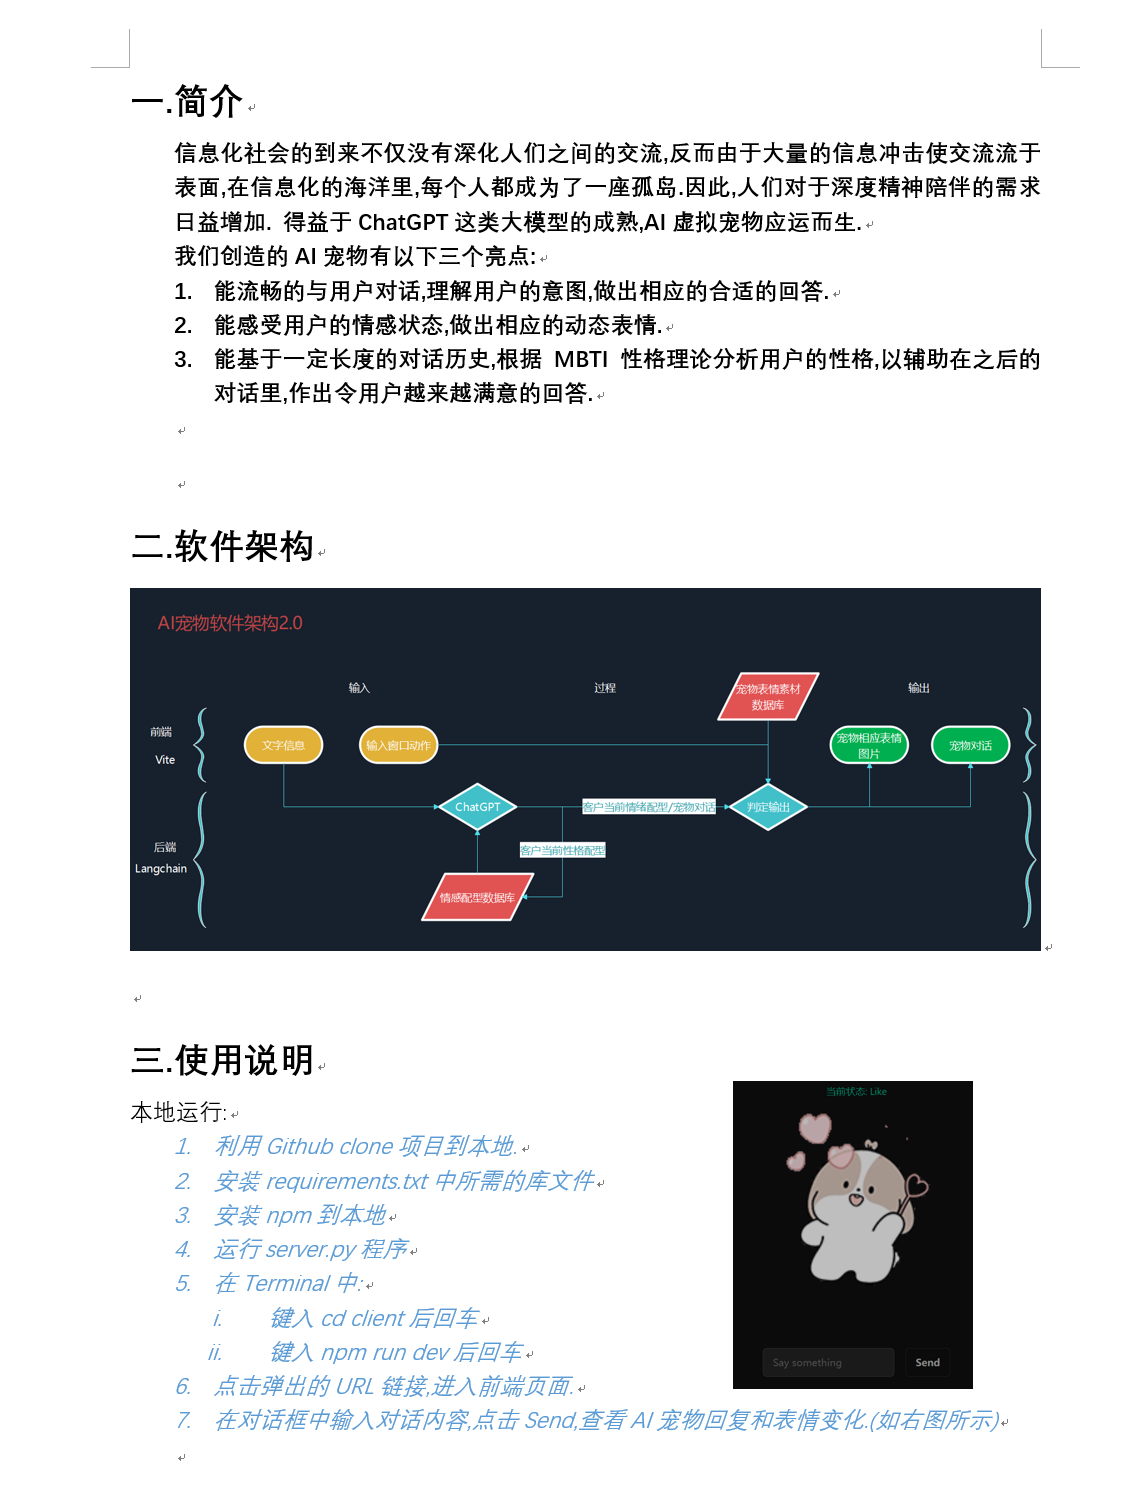 一.简介
信息化社会的到来不仅没有深化人们之间的交流,反而由于大量的信息冲击使交流流于
表面,在信息化的海洋里,每个人都成为了一座孤岛.因此,人们对于深度精神陪伴的需求
日益增加. 得益于 ChatGPT 这类大模型的成熟,AI 虚拟宠物应运而生.
我们创造的 AI 宠物有以下三个亮点:
1. 能流畅的与用户对话,理解用户的意图,做出相应的合适的回答.
2. 能感受用户的情感状态,做出相应的动态表情.
3. 能基于一定长度的对话历史,根据 MBTI 性格理论分析用户的性格,以辅助在之后的
对话里,作出令用户越来越满意的回答.
二.软件架构
AI宠物软件架构2.0
输入
过程
宠物表情素材
数据库
输出
前端
Vite
文字信息
输入窗口动作
宠物相应表情
图片
宠物对话
ChatGPT
客户当前情绪配型/宠物对话
判定输出
后端
Langchain
客户当前性格配型
情感配型数据库
三.使用说明
本地运行:
1. 利用 Github clone 项目到本地.
2. 安装 requirements.txt 中所需的库文件
3. 安装 npm 到本地
4. 运行 server.py 程序
5. 在 Terminal 中:
i. 键入 cd client 后回车
ii. 键入 npm run dev 后回车
6. 点击弹出的 URL 链接,进入前端页面.
7. 在对话框中输入对话内容,点击 Send,查看 AI 宠物回复和表情变化.(如右图所示)
当前状态: Like
Say something
Send